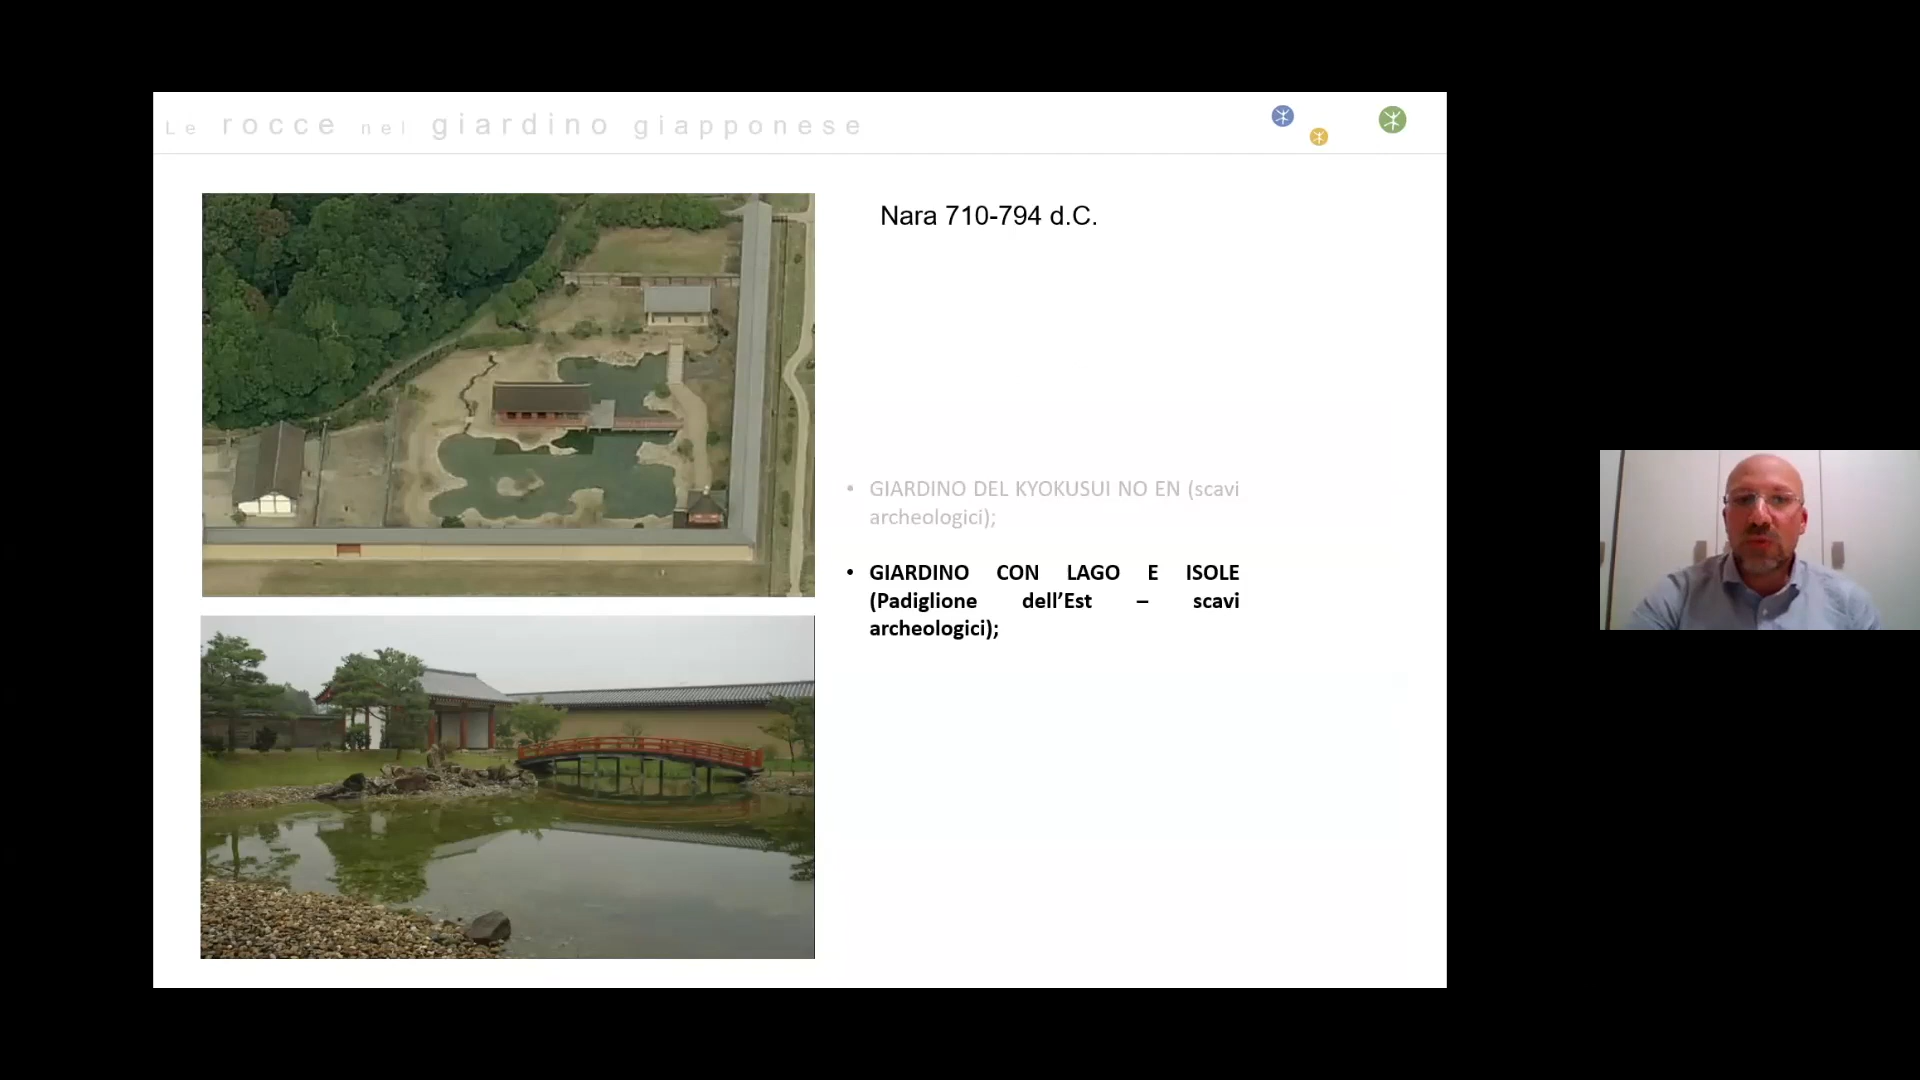 Le rocce nel giardino giapponese
Nara 710-794 d.C.
• GIARDINO DEL KYOKUSUI NO EN (scavi
archeologici);
• GIARDINO CON LAGO E ISOLE
(Padiglione dell’Est – scavi
archeologici);